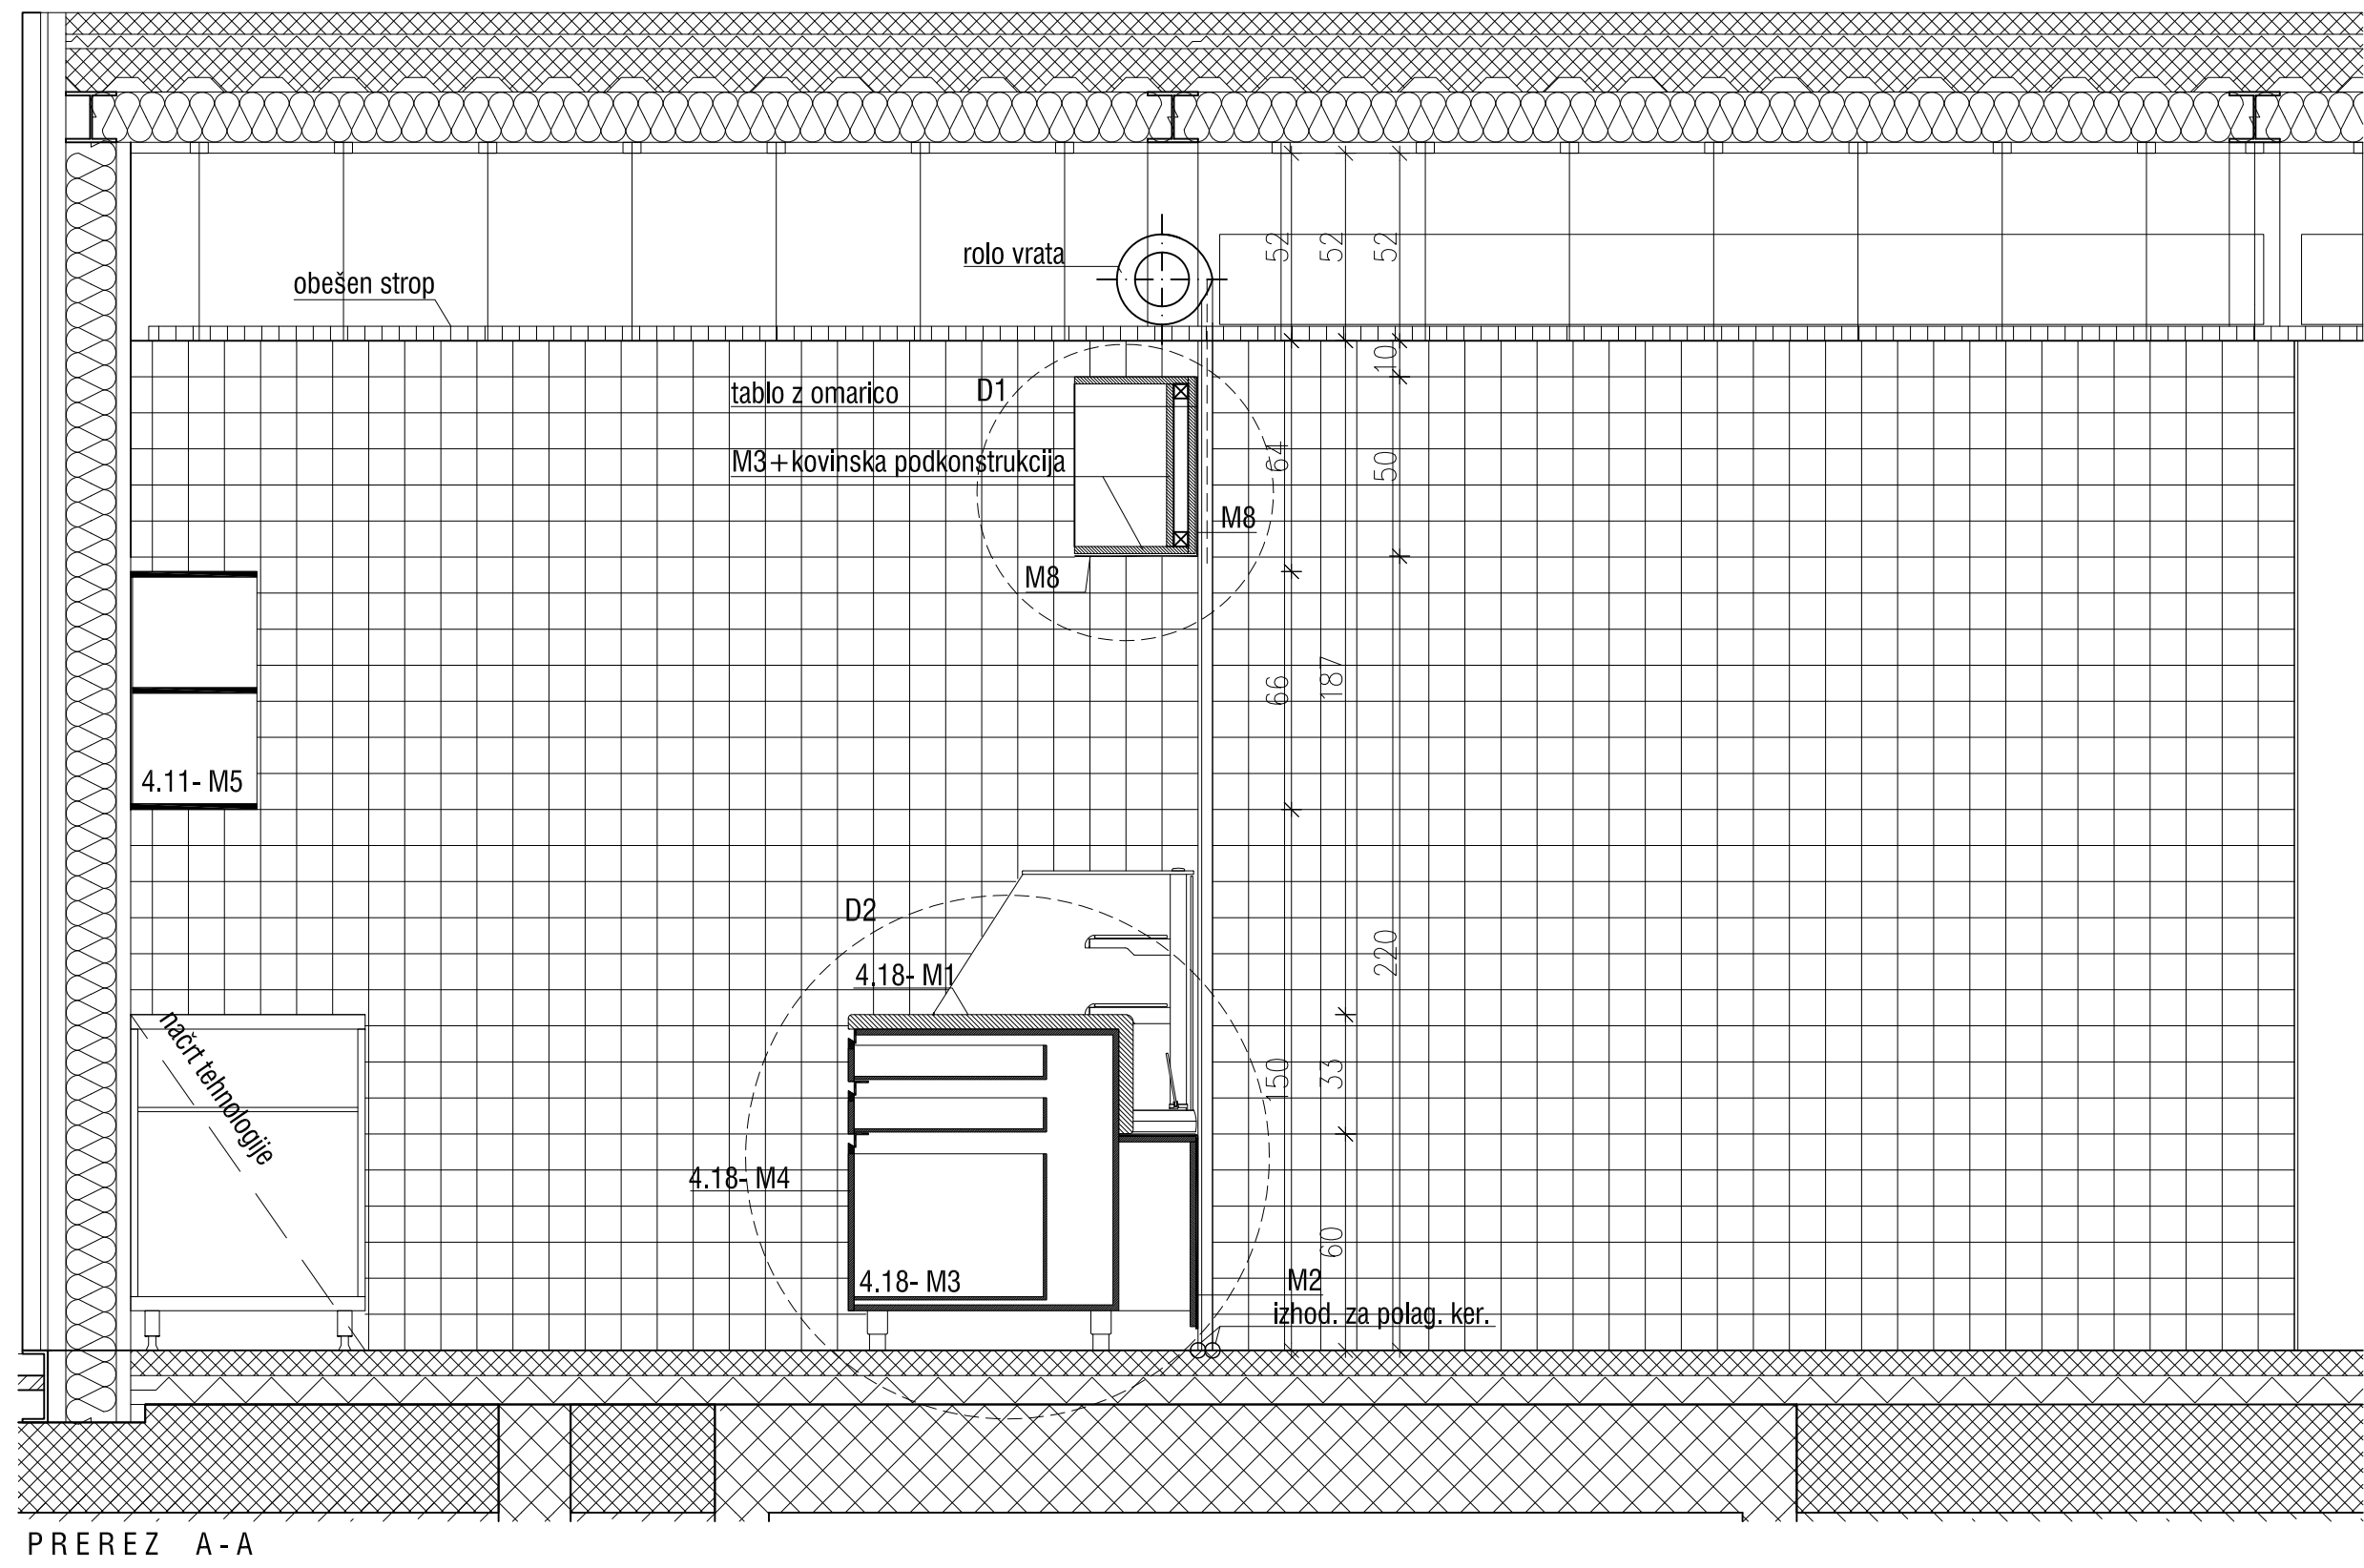 rolo vrata
obešen strop
52
52
52
10
tablo z omarico
D1
M3+kovinska podkonstrukcija
64
50
M8
M8
66
187
4.11- M5
D2
220
4.18- M1
načrt tehnologije
150
33
4.18- M4
60
4.18- M3
M2
izhod. za polag. ker.
PREREZ A-A